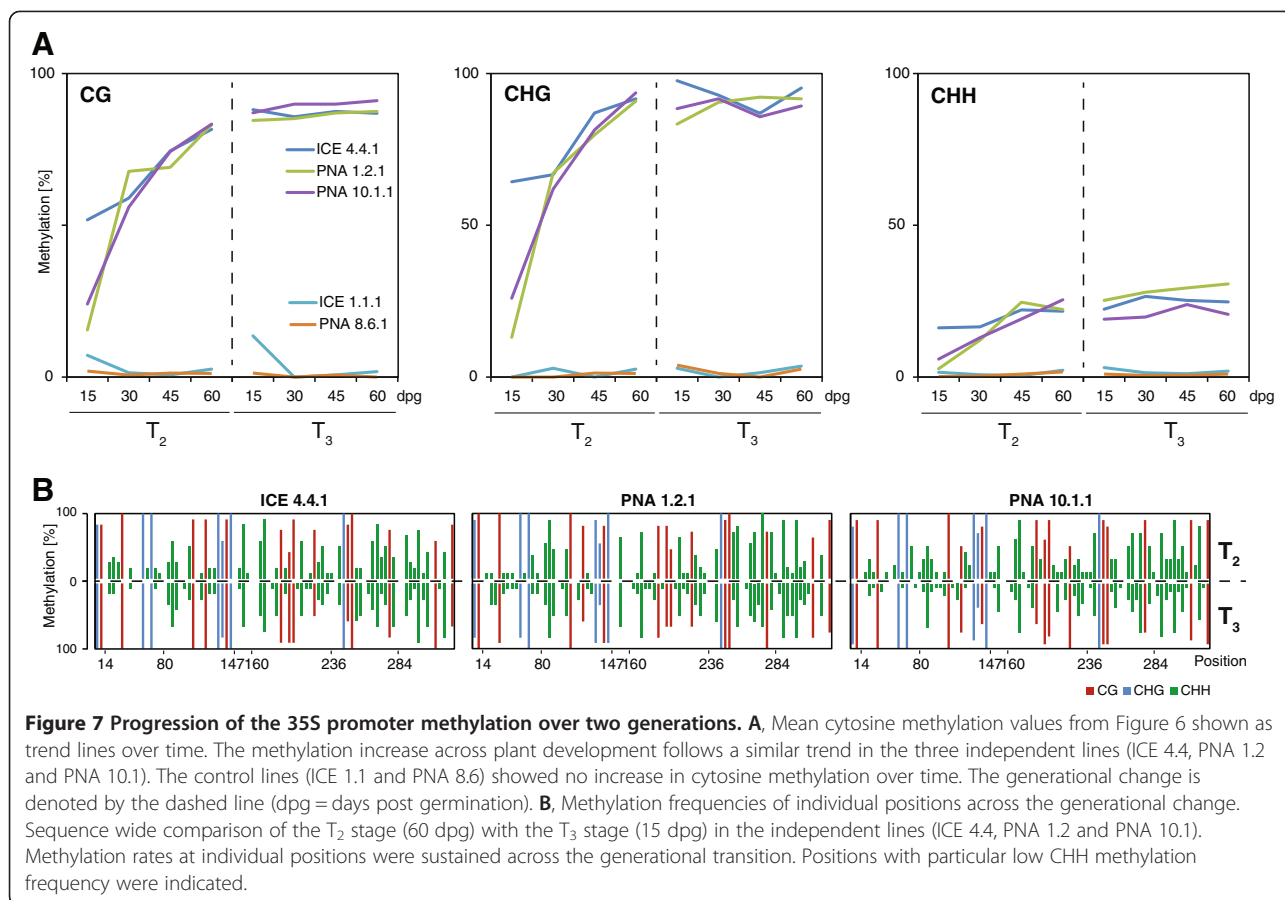 A
100
50
0
Methylation [%]
CG
ICE 4.4.1
PNA 1.2.1
PNA 10.1.1
ICE 1.1.1
PNA 8.6.1
15 30 45 60 15 30 45 60 dpg
T2 T3
100
50
0
CHG
15 30 45 60 15 30 45 60 dpg
T2 T3
100
50
0
CHH
15 30 45 60 15 30 45 60 dpg
T2 T3
B
ICE 4.4.1 PNA 1.2.1 PNA 10.1.1
100
0
100
Methylation [%]
T2
T3
14 80 147160 236 284
14 80 147160 236 284
14 80 147160 236 284 Position
CG CHG CHH
Figure 7 Progression of the 35S promoter methylation over two generations. A, Mean cytosine methylation values from Figure 6 shown as
trend lines over time. The methylation increase across plant development follows a similar trend in the three independent lines (ICE 4.4, PNA 1.2
and PNA 10.1). The control lines (ICE 1.1 and PNA 8.6) showed no increase in cytosine methylation over time. The generational change is
denoted by the dashed line (dpg = days post germination). B, Methylation frequencies of individual positions across the generational change.
Sequence wide comparison of the T2 stage (60 dpg) with the T3 stage (15 dpg) in the independent lines (ICE 4.4, PNA 1.2 and PNA 10.1).
Methylation rates at individual positions were sustained across the generational transition. Positions with particular low CHH methylation
frequency were indicated.